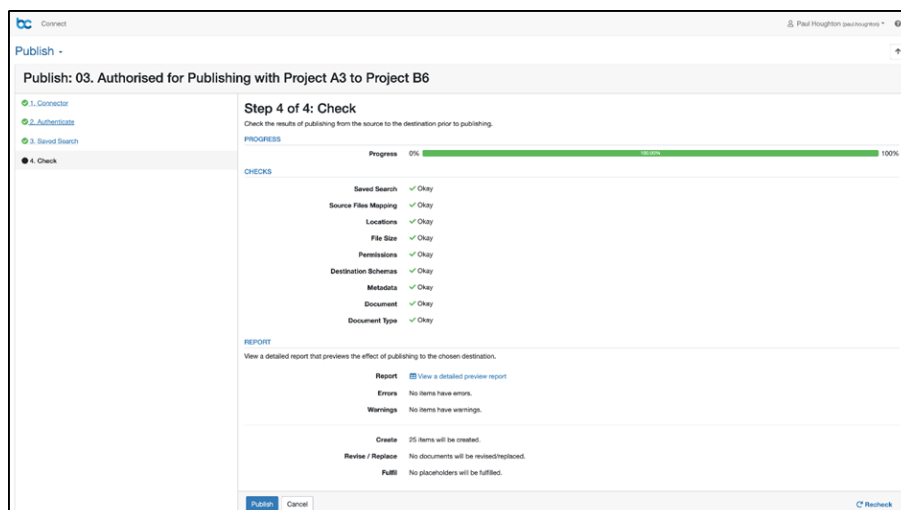 bc Connect
Paul Houghton (paul.houghton)
Publish
Publish: 03. Authorised for Publishing with Project A3 to Project B6
1. Connector
2. Authenticate
3. Saved Search
4. Check
Step 4 of 4: Check
Check the results of publishing from the source to the destination prior to publishing.
PROGRESS
Progress 0% 100.00% 100%
CHECKS
Saved Search Okay
Source Files Mapping Okay
Locations Okay
File Size Okay
Permissions Okay
Destination Schemas Okay
Metadata Okay
Document Okay
Document Type Okay
REPORT
View a detailed report that previews the effect of publishing to the chosen destination.
Report View a detailed preview report
Errors No items have errors.
Warnings No items have warnings.
Create 25 items will be created.
Revise / Replace No documents will be revised/replaced.
Fulfil No placeholders will be fulfilled.
Publish Cancel Recheck